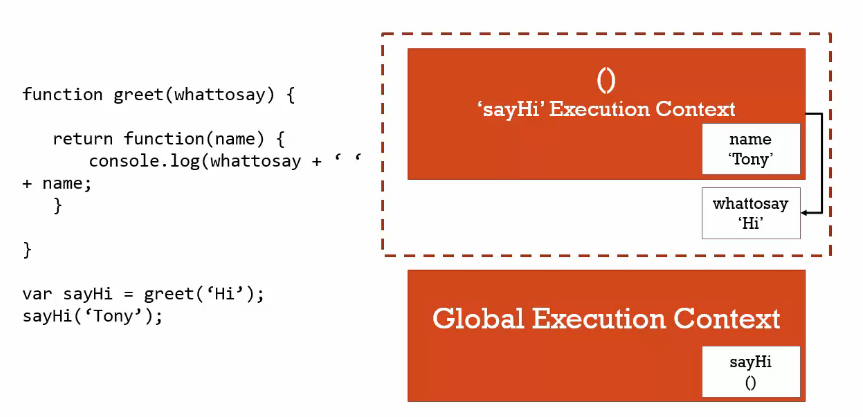 function greet(whattosay) {
return function(name) {
console.log(whattosay + ‘ ‘
+ name;
}
}
var sayHi = greet(‘Hi’);
sayHi(‘Tony’);
()
‘sayHi’ Execution Context
name
‘Tony’
whattosay
‘Hi’
Global Execution Context
sayHi
()